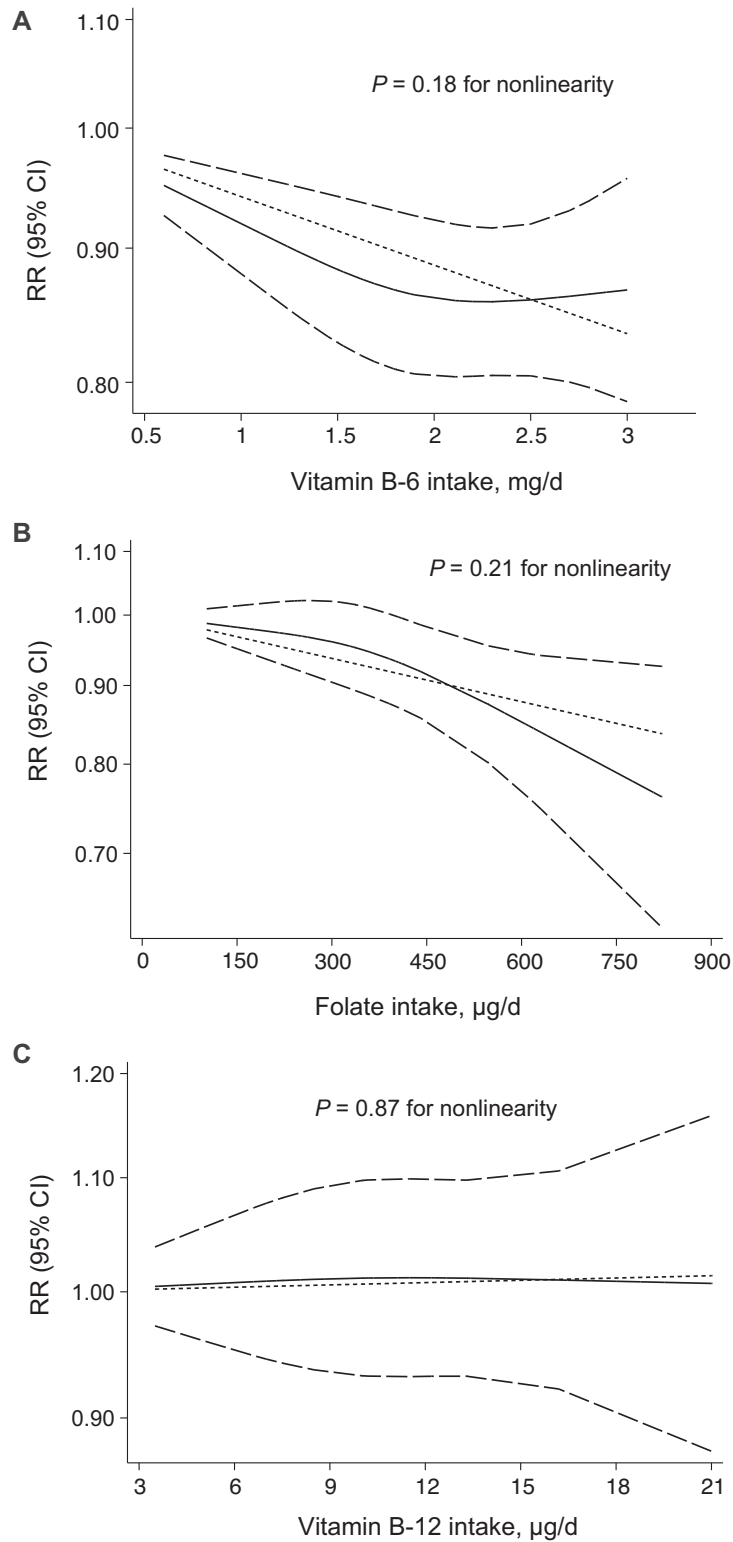 A
1.10
1.00
0.90
0.80
RR (95% CI)
P = 0.18 for nonlinearity
0.5 1 1.5 2 2.5 3
Vitamin B-6 intake, mg/d
B
1.10
1.00
0.90
0.80
0.70
RR (95% CI)
P = 0.21 for nonlinearity
0 150 300 450 600 750 900
Folate intake, µg/d
C
1.20
1.10
1.00
0.90
RR (95% CI)
P = 0.87 for nonlinearity
3 6 9 12 15 18 21
Vitamin B-12 intake, µg/d